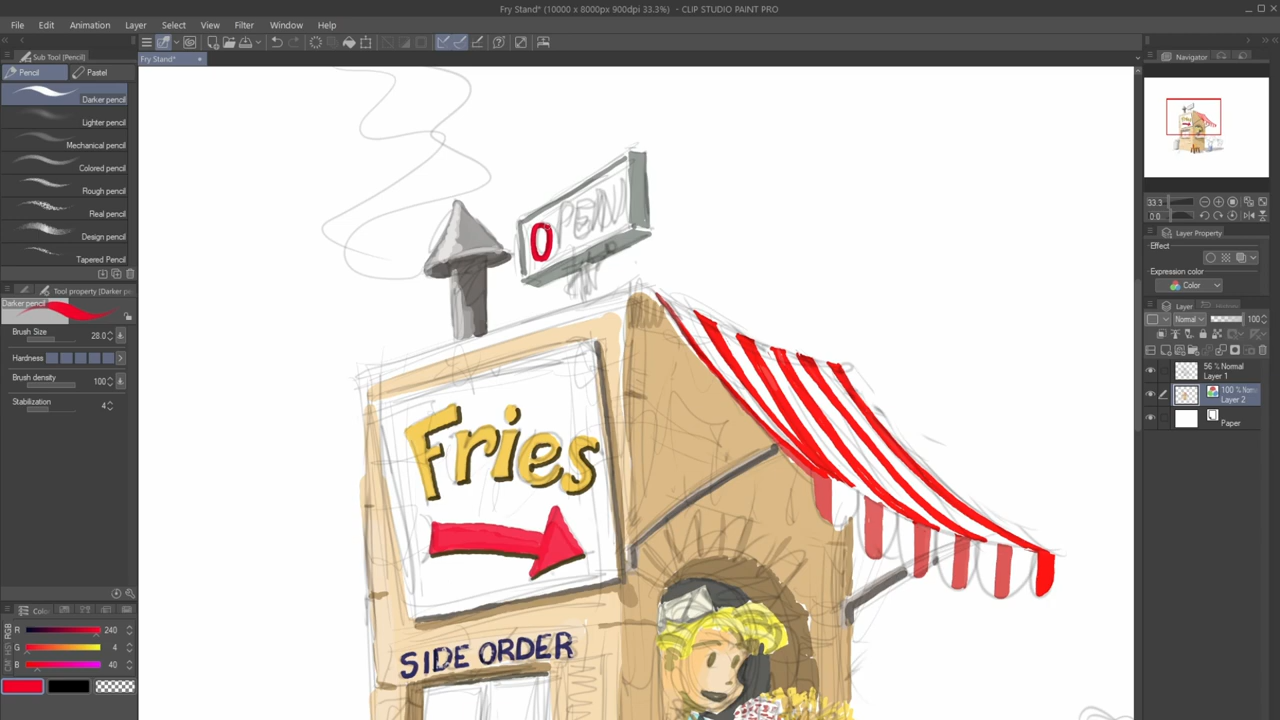 Fry Stand* (10000 x 8000px 900dpi 33.3%) - CLIP STUDIO PAINT PRO
File Edit Animation Layer Select View Filter Window Help
Sub Tool [Pencil]
Fry Stand*
Navigator
Pencil
Pastel
Darker pencil
Lighter pencil
Mechanical pencil
Colored pencil
Rough pencil
Real pencil
Design pencil
Tapered Pencil
Tool property [Darker pe
Darker pencil
Brush Size 28.0
Hardness
Brush density 100
Stabilization 4
Color
RGB
R 240
G 4
B 40
OPEN
Fries
SIDE ORDER
33.3
0.0
Layer Property
Effect
Expression color
Color
Layer
Normal 100
56 % Normal
Layer 1
100 % Nor
Layer 2
Paper